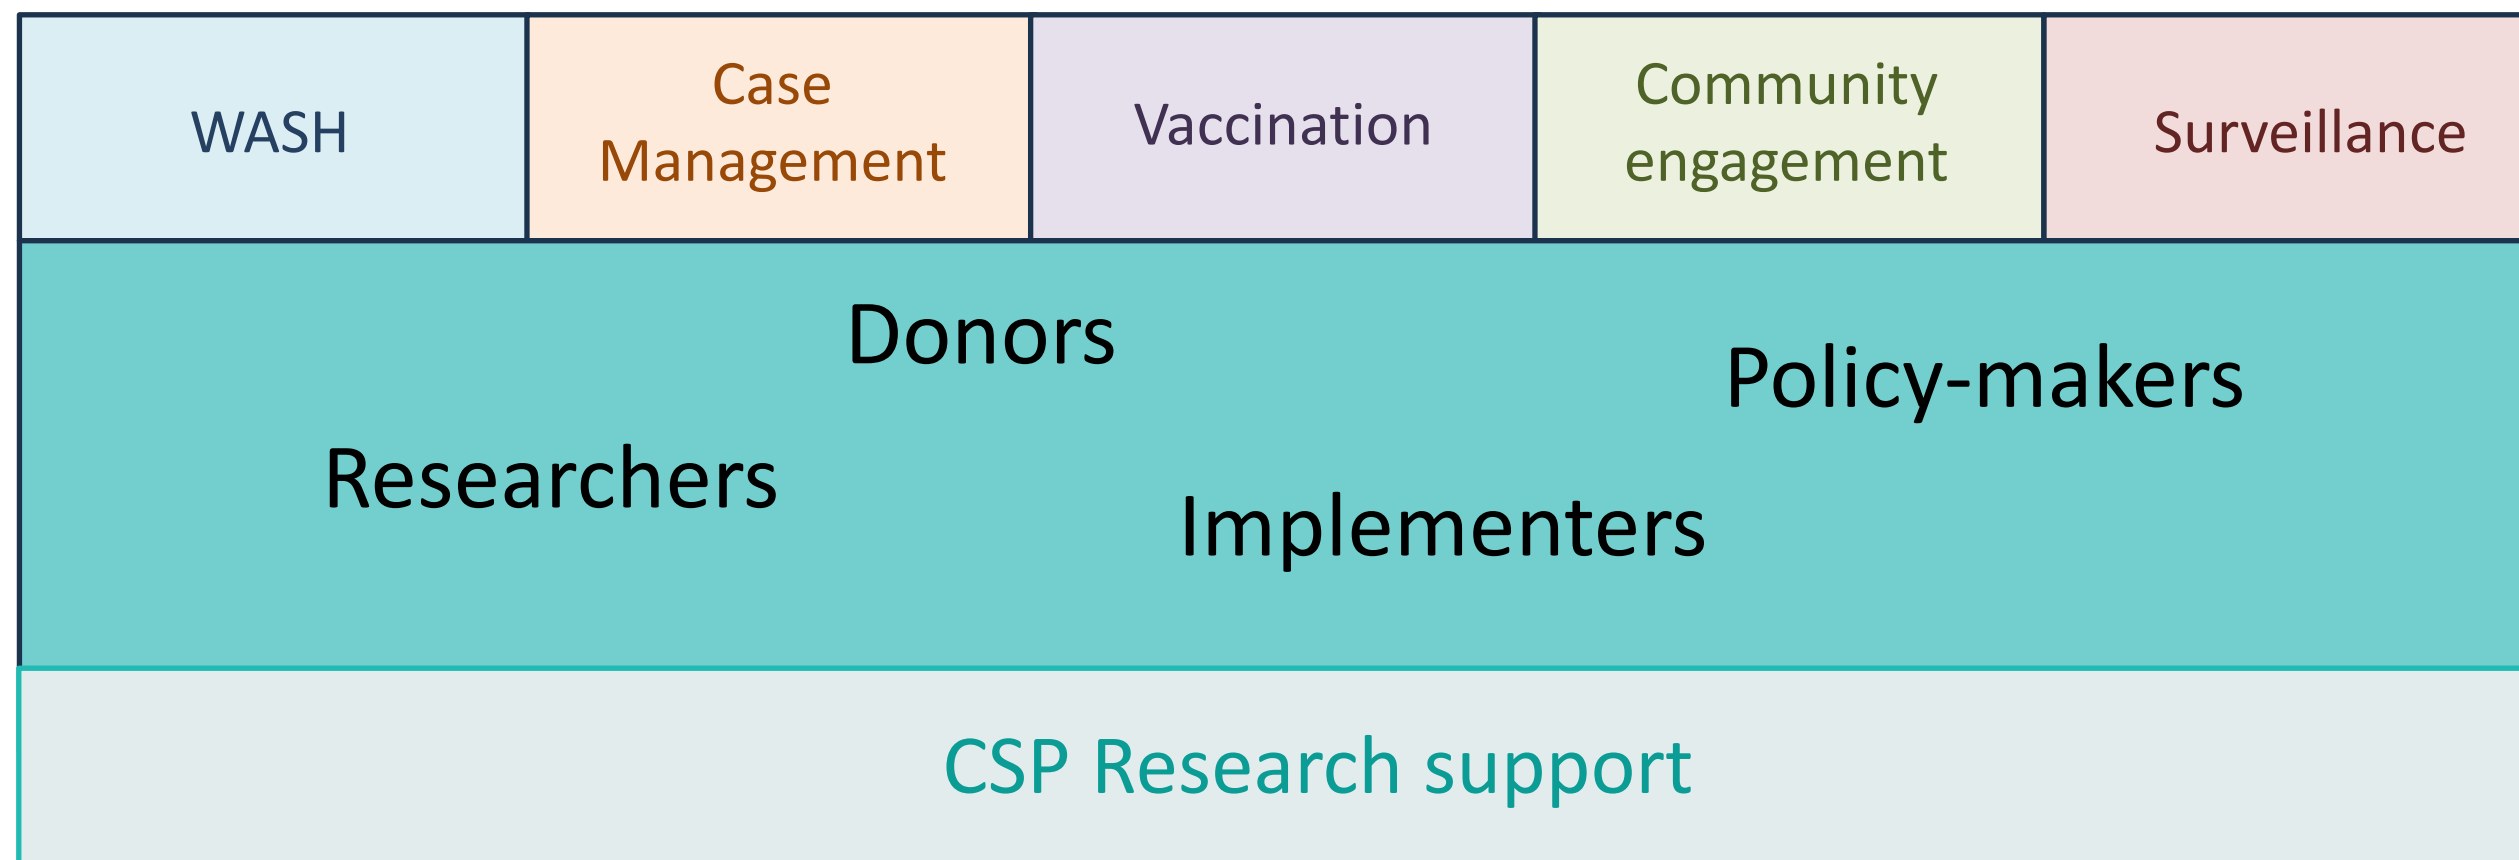 WASH
Case
Management
Vaccination
Community
engagement
Surveillance
Donors
Policy-makers
Researchers
Implementers
CSP Research support